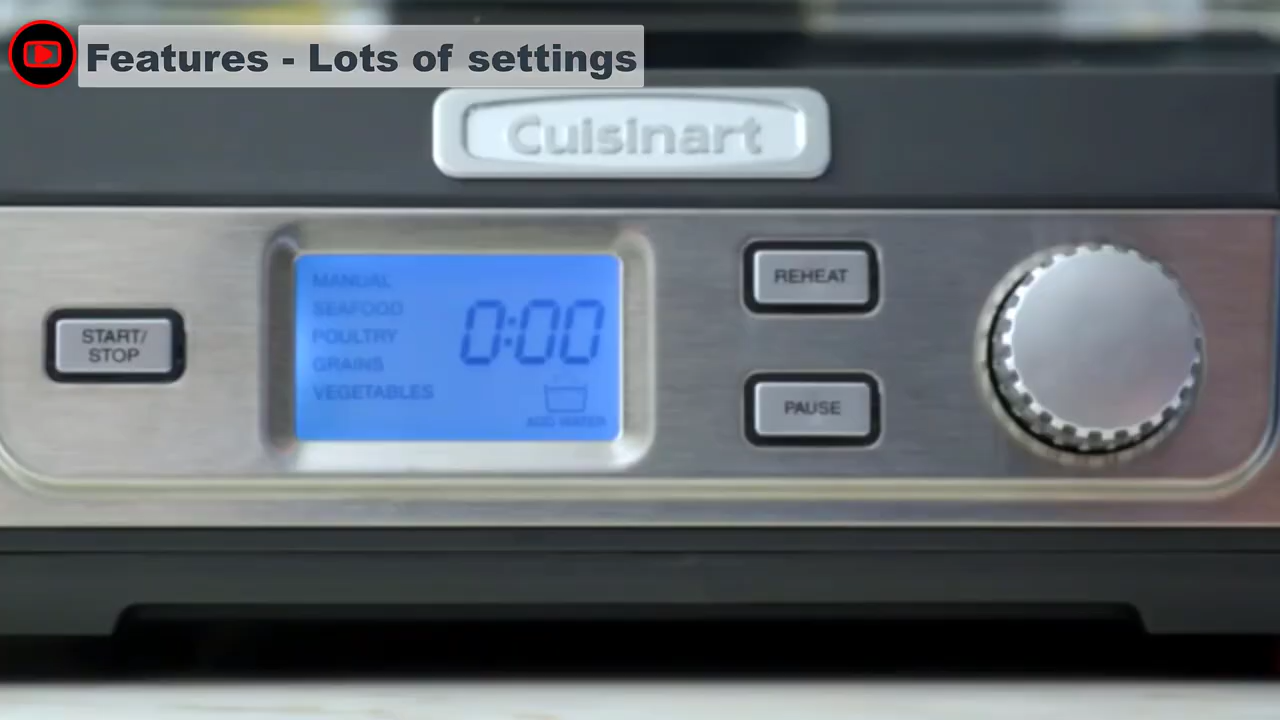 Features - Lots of settings
Cuisinart
START/
STOP
MANUAL
SEAFOOD
POULTRY
GRAINS
VEGETABLES
0:00
ADD WATER
REHEAT
PAUSE